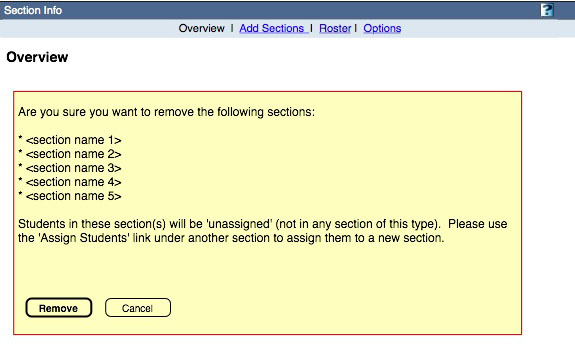 Section Info ?
Overview | Add Sections | Roster | Options
Overview
Are you sure you want to remove the following sections:
* <section name 1>
* <section name 2>
* <section name 3>
* <section name 4>
* <section name 5>
Students in these section(s) will be 'unassigned' (not in any section of this type).  Please use
the 'Assign Students' link under another section to assign them to a new section.
Remove Cancel